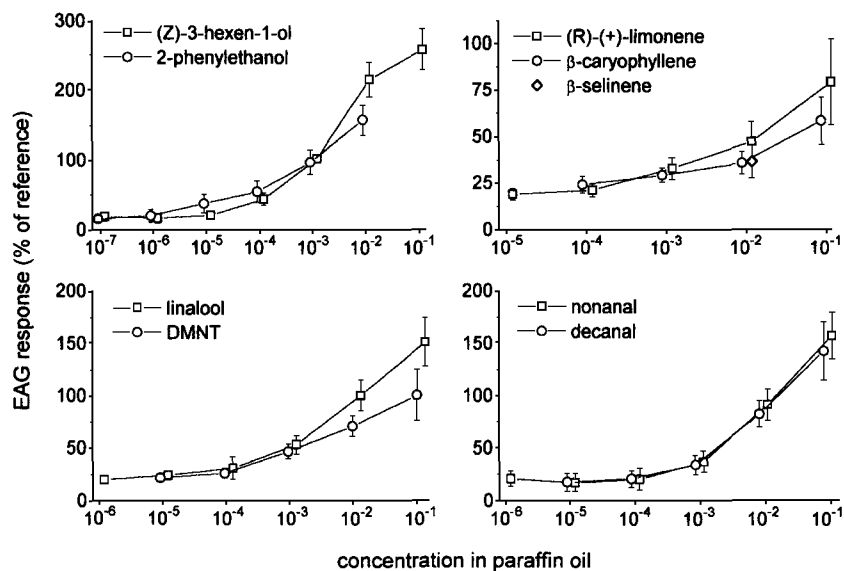 300
200
100
0
(Z)-3-hexen-1-ol
2-phenylethanol
10⁻⁷ 10⁻⁶ 10⁻⁵ 10⁻⁴ 10⁻³ 10⁻² 10⁻¹
100
75
50
25
0
(R)-(+)-limonene
β-caryophyllene
β-selinene
10⁻⁵ 10⁻⁴ 10⁻³ 10⁻² 10⁻¹
EAG response (% of reference)
200
150
100
50
0
linalool
DMNT
10⁻⁶ 10⁻⁵ 10⁻⁴ 10⁻³ 10⁻² 10⁻¹
200
150
100
50
0
nonanal
decanal
10⁻⁶ 10⁻⁵ 10⁻⁴ 10⁻³ 10⁻² 10⁻¹
concentration in paraffin oil